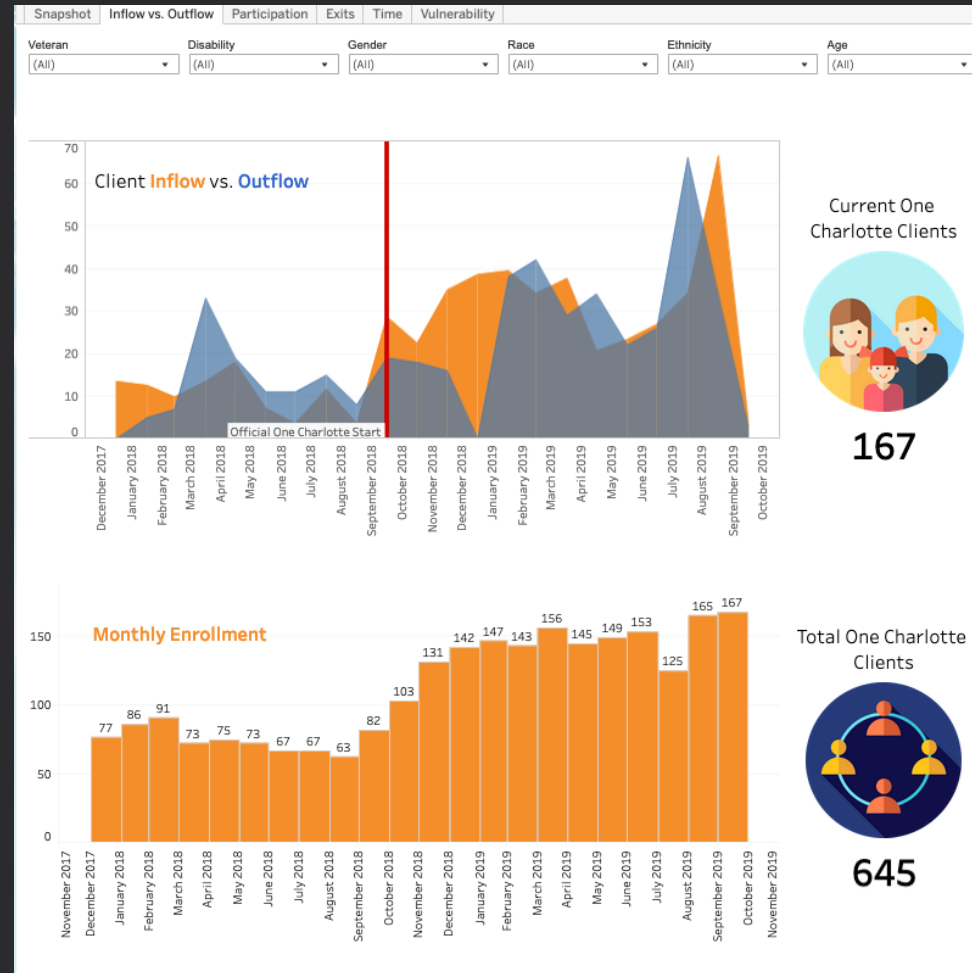 Snapshot Inflow vs. Outflow Participation Exits Time Vulnerability
Veteran Disability Gender Race Ethnicity Age
(All) (All) (All) (All) (All) (All)
70
60
50
40
30
20
10
0
Client Inflow vs. Outflow
Official One Charlotte Start
December 2017
January 2018
February 2018
March 2018
April 2018
May 2018
June 2018
July 2018
August 2018
September 2018
October 2018
November 2018
December 2018
January 2019
February 2019
March 2019
April 2019
May 2019
June 2019
July 2019
August 2019
September 2019
October 2019
Current One
Charlotte Clients
167
Monthly Enrollment
150
100
50
0
77
86
91
73
75
73
67
67
63
82
103
131
142
147
143
156
145
149
153
125
165
167
November 2017
December 2017
January 2018
February 2018
March 2018
April 2018
May 2018
June 2018
July 2018
August 2018
September 2018
October 2018
November 2018
December 2018
January 2019
February 2019
March 2019
April 2019
May 2019
June 2019
July 2019
August 2019
September 2019
October 2019
November 2019
Total One Charlotte
Clients
645